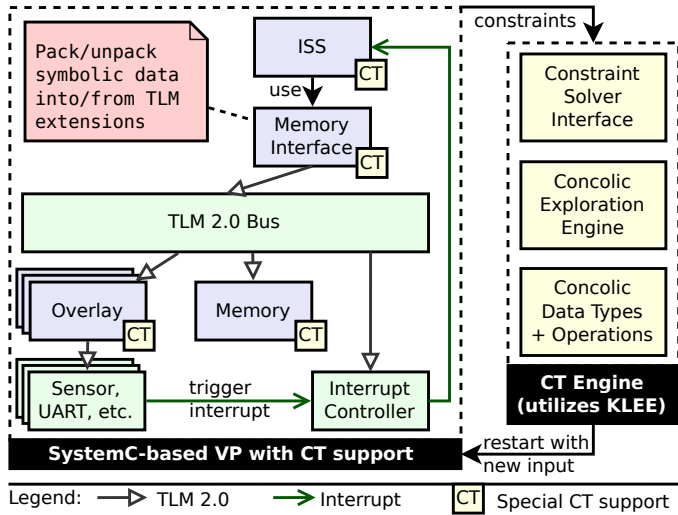 Pack/unpack
symbolic data
into/from TLM
extensions
ISS
CT
use
Memory
Interface
CT
TLM 2.0 Bus
Overlay
CT
Memory
CT
Sensor,
UART, etc.
trigger
interrupt
Interrupt
Controller
SystemC-based VP with CT support
constraints
Constraint
Solver
Interface
Concolic
Exploration
Engine
Concolic
Data Types
+ Operations
CT Engine
(utilizes KLEE)
restart with
new input
Legend:
TLM 2.0
Interrupt
CT
Special CT support